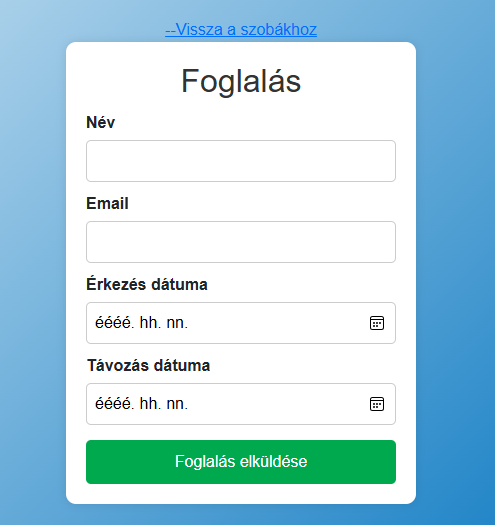 --Vissza a szobákhoz
Foglalás
Név
Email
Érkezés dátuma
éééé. hh. nn.
Távozás dátuma
éééé. hh. nn.
Foglalás elküldése